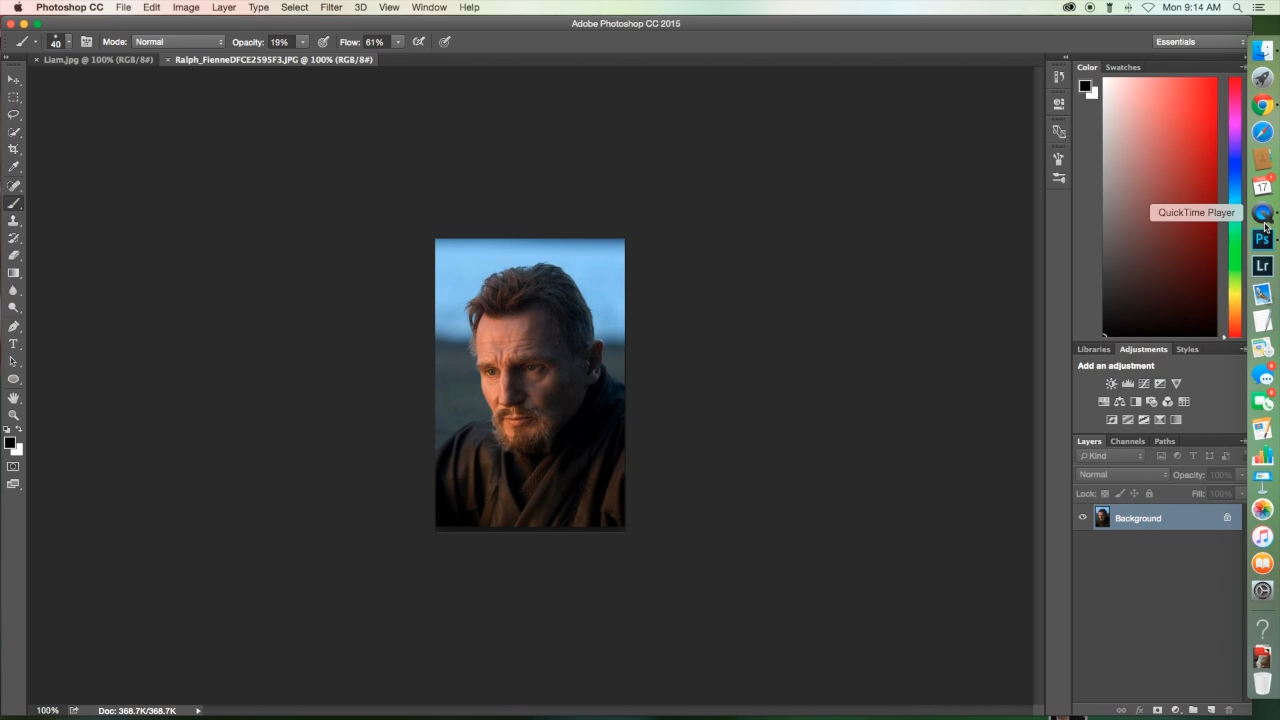 Photoshop CC File Edit Image Layer Type Select Filter 3D View Window Help Mon 9:14 AM
Adobe Photoshop CC 2015
40 Mode: Normal Opacity: 19% Flow: 61% Essentials
× Liam.jpg @ 100% (RGB/8#) × Ralph_FienneDFCE2595F3.JPG @ 100% (RGB/8#)
Color Swatches
17
QuickTime Player
Ps
Lr
Libraries Adjustments Styles
Add an adjustment
Layers Channels Paths
Kind
Normal Opacity: 100%
Lock: Fill: 100%
Background
100% Doc: 368.7K/368.7K